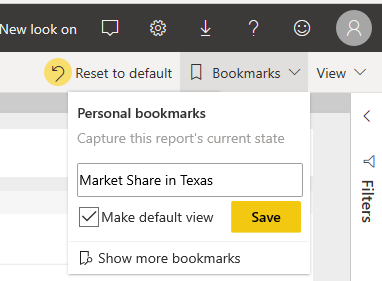 New look on
Reset to default Bookmarks View
Personal bookmarks
Capture this report's current state
Market Share in Texas
Make default view Save
Show more bookmarks
Filters